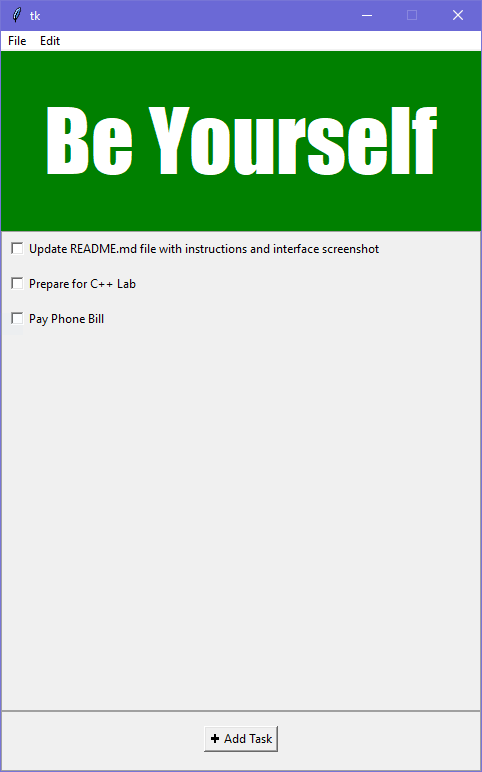 tk
File Edit
Be Yourself
Update README.md file with instructions and interface screenshot
Prepare for C++ Lab
Pay Phone Bill
+ Add Task